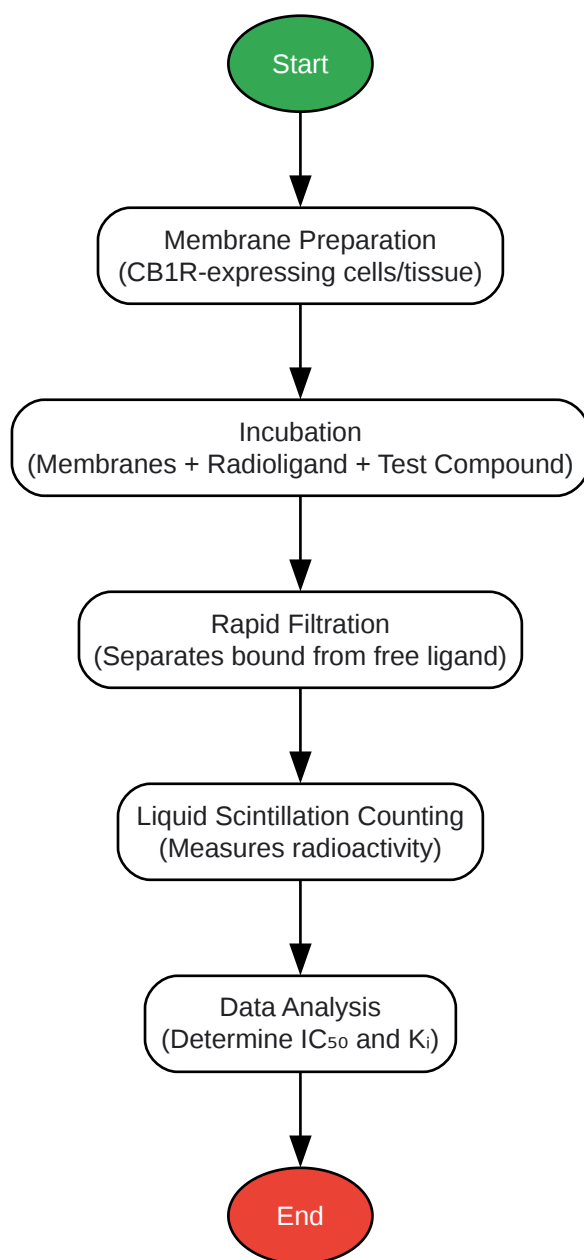 Start
Membrane Preparation
(CB1R-expressing cells/tissue)
Incubation
(Membranes + Radioligand + Test Compound)
Rapid Filtration
(Separates bound from free ligand)
Liquid Scintillation Counting
(Measures radioactivity)
Data Analysis
(Determine IC₅₀ and Kᵢ)
End